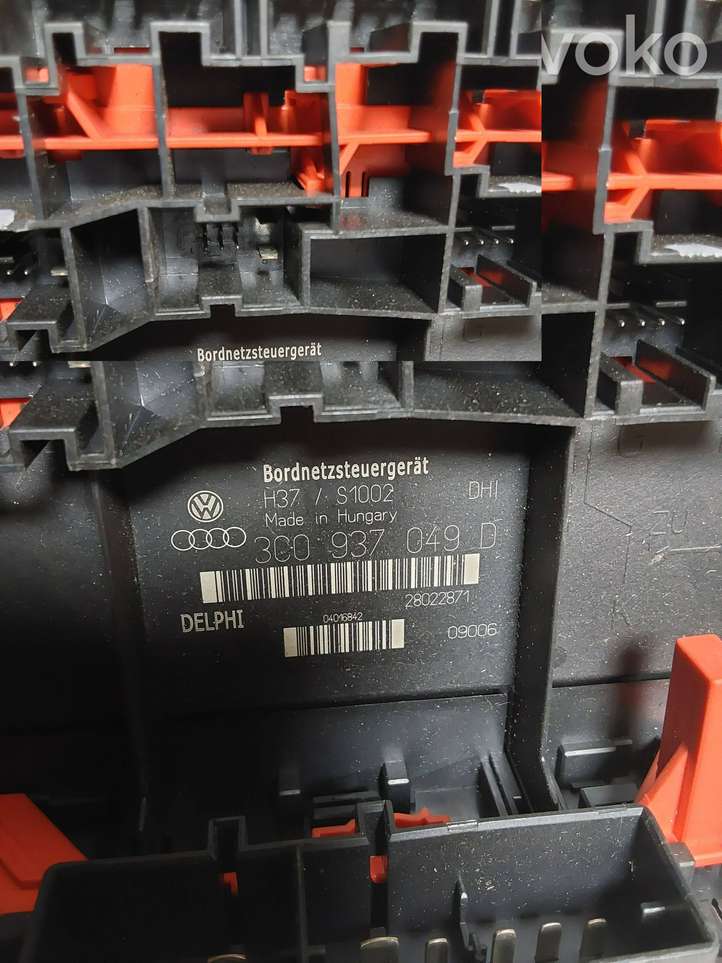 voko
Bordnetzsteuergerät
Bordnetzsteuergerät
H37 / S1002 DHI
Made in Hungary
3C0 937 049 D
28022871
DELPHI
04016842
09006